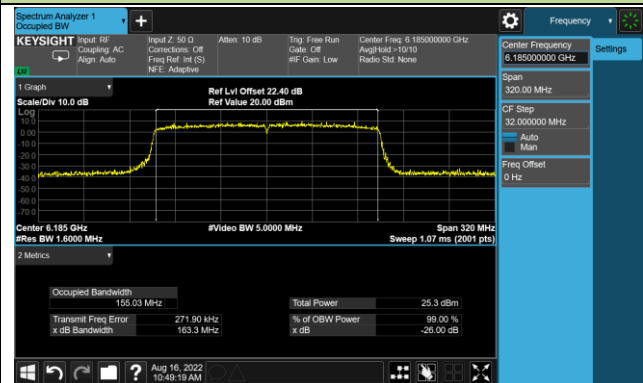 Spectrum Analyzer 1
Occupied BW
Frequency
KEYSIGHT Input: RF
Coupling: AC
Align: Auto
Input Z: 50 Ω
Corrections: Off
Freq Ref: Int (S)
NFE: Adaptive
Atten: 10 dB
Trig: Free Run
Gate: Off
#IF Gain: Low
Center Freq: 6.185000000 GHz
Avg|Hold:>10/10
Radio Std: None
Center Frequency
6.185000000 GHz
Settings
Span
320.00 MHz
CF Step
32.000000 MHz
Auto
Man
Freq Offset
0 Hz
1 Graph
Scale/Div 10.0 dB
Ref Lvl Offset 22.40 dB
Ref Value 20.00 dBm
Log
10.0
0.00
-10.0
-20.0
-30.0
-40.0
-50.0
-60.0
-70.0
Center 6.185 GHz
#Res BW 1.6000 MHz
#Video BW 5.0000 MHz
Span 320 MHz
Sweep 1.07 ms (2001 pts)
2 Metrics
Occupied Bandwidth
155.03 MHz
Total Power 25.3 dBm
Transmit Freq Error 271.90 kHz
% of OBW Power 99.00 %
x dB Bandwidth 163.3 MHz
x dB -26.00 dB
?
Aug 16, 2022
10:49:19 AM